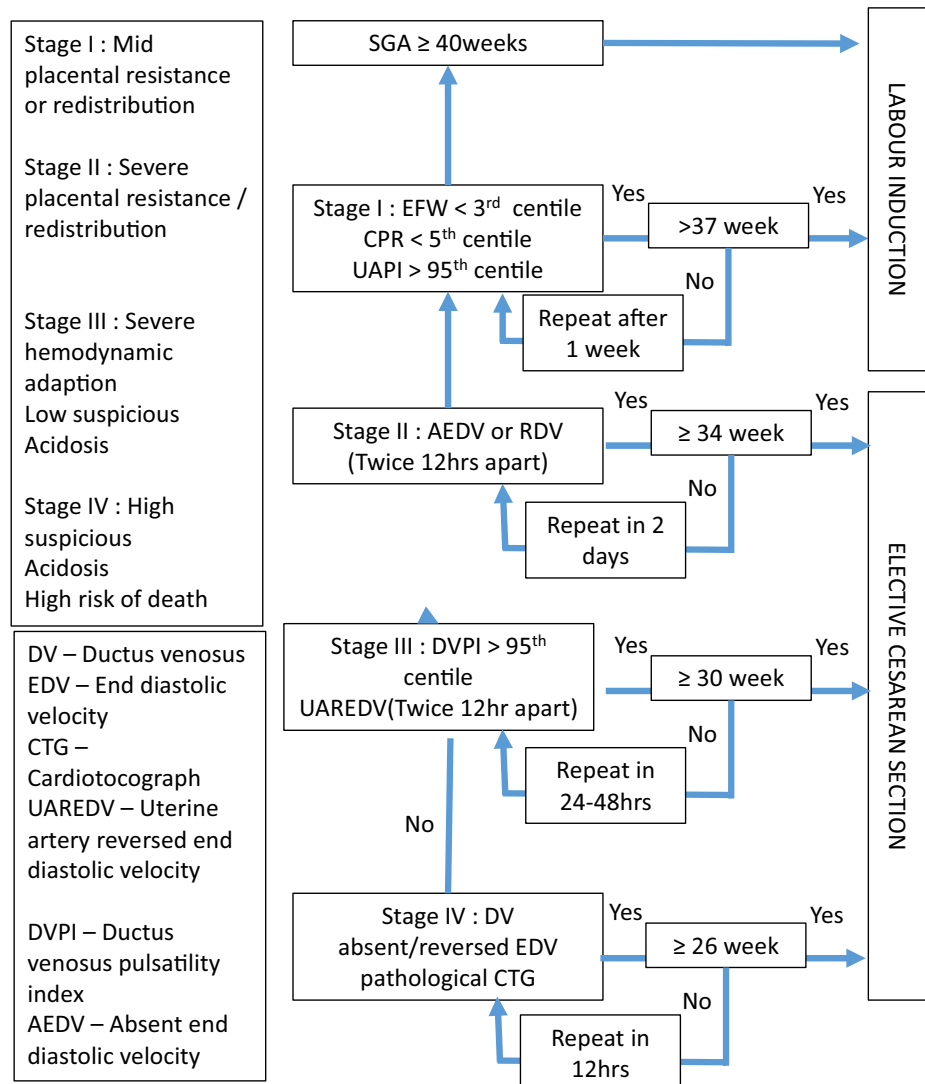 Stage I : Mid
placental resistance
or redistribution
Stage II : Severe
placental resistance /
redistribution
Stage III : Severe
hemodynamic
adaption
Low suspicious
Acidosis
Stage IV : High
suspicious
Acidosis
High risk of death
DV – Ductus venosus
EDV – End diastolic
velocity
CTG –
Cardiotocograph
UAREDV – Uterine
artery reversed end
diastolic velocity
DVPI – Ductus
venosus pulsatility
index
AEDV – Absent end
diastolic velocity
SGA ≥ 40weeks
Stage I : EFW < 3rd centile
CPR < 5th centile
UAPI > 95th centile
Yes
>37 week
Yes
No
Repeat after
1 week
LABOUR INDUCTION
Stage II : AEDV or RDV
(Twice 12hrs apart)
Yes
≥ 34 week
Yes
No
Repeat in 2
days
Stage III : DVPI > 95th
centile
UAREDV(Twice 12hr apart)
Yes
≥ 30 week
Yes
No
Repeat in
24-48hrs
No
Stage IV : DV
absent/reversed EDV
pathological CTG
Yes
≥ 26 week
Yes
No
Repeat in
12hrs
ELECTIVE CESAREAN SECTION